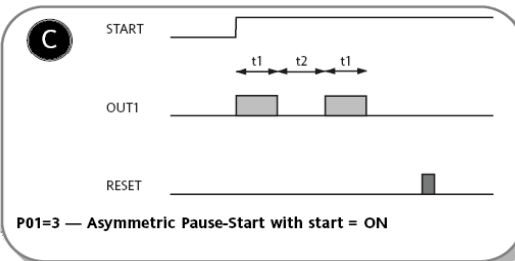 C
START
t1 t2 t1
OUT1
RESET
P01=3 — Asymmetric Pause-Start with start = ON